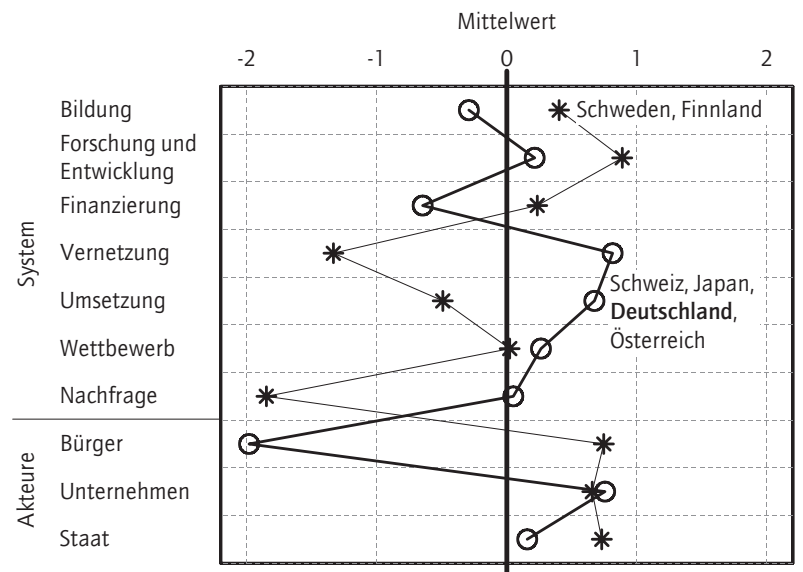 Mittelwert
-2 -1 0 1 2
Bildung
Schweden, Finnland
Forschung und
Entwicklung
Finanzierung
System
Vernetzung
Umsetzung
Schweiz, Japan,
Deutschland,
Österreich
Wettbewerb
Nachfrage
Akteure
Bürger
Unternehmen
Staat